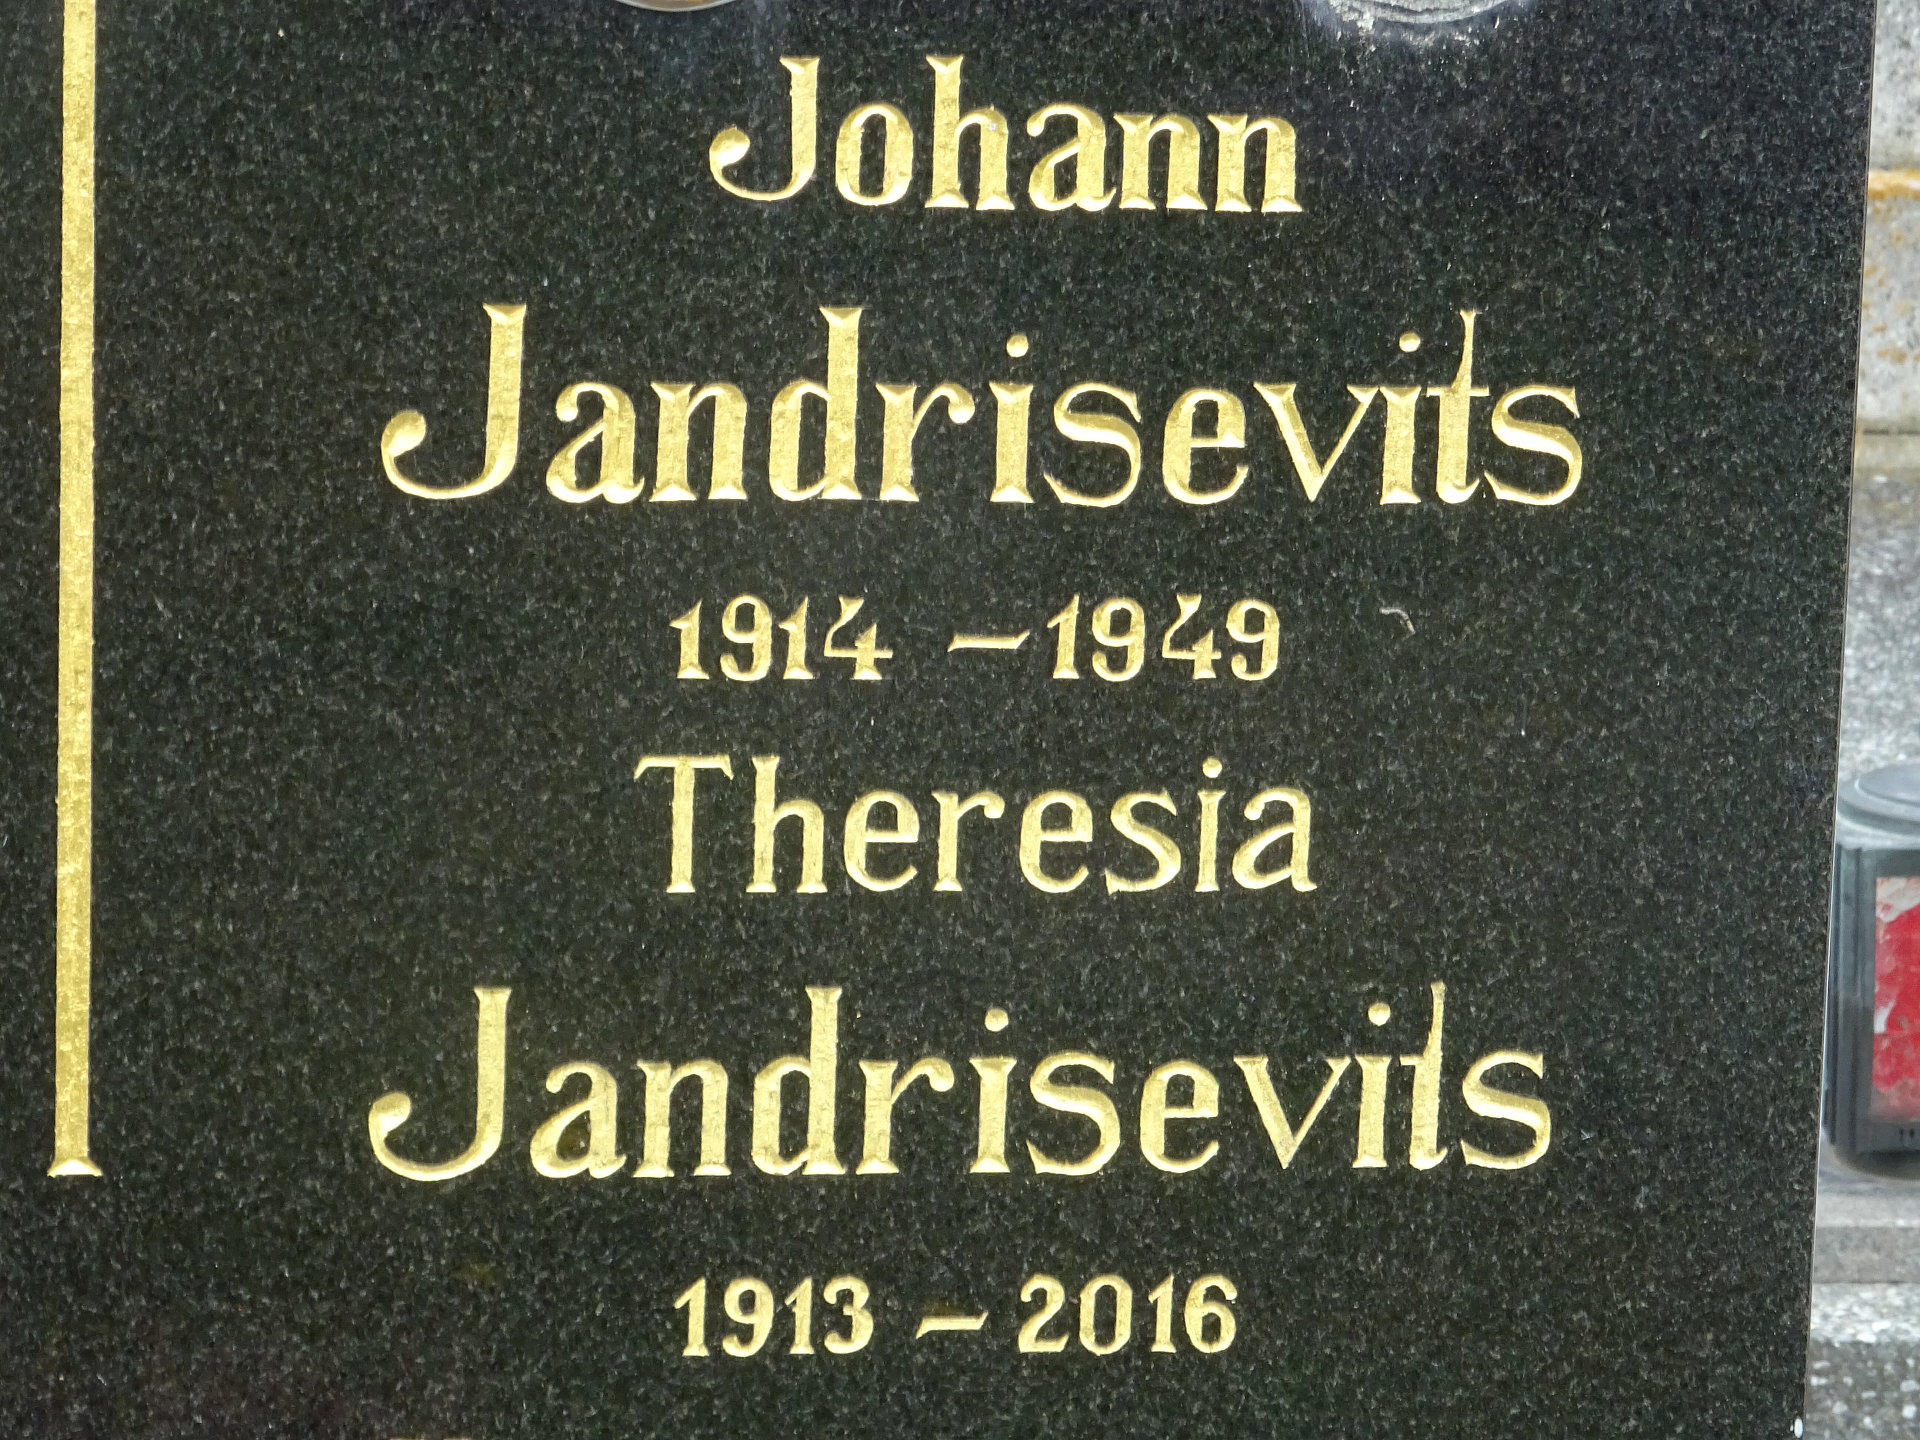 Johann
Jandrisevits
1914 – 1949
Theresia
Jandrisevits
1913 – 2016